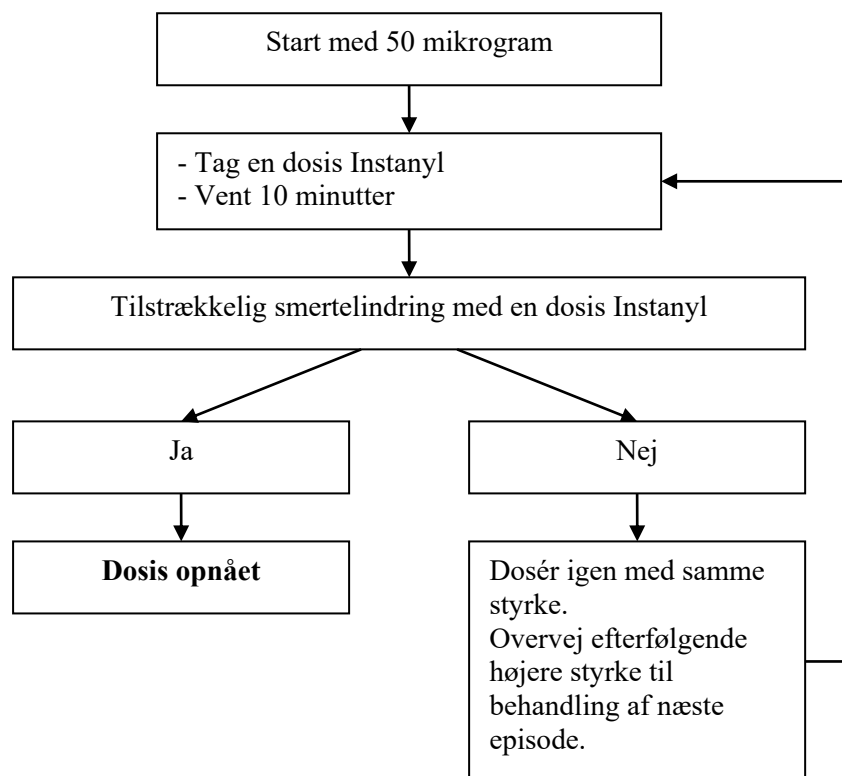 Start med 50 mikrogram
- Tag en dosis Instanyl
- Vent 10 minutter
Tilstrækkelig smertelindring med en dosis Instanyl
Ja
Nej
Dosis opnået
Dosér igen med samme
styrke.
Overvej efterfølgende
højere styrke til
behandling af næste
episode.